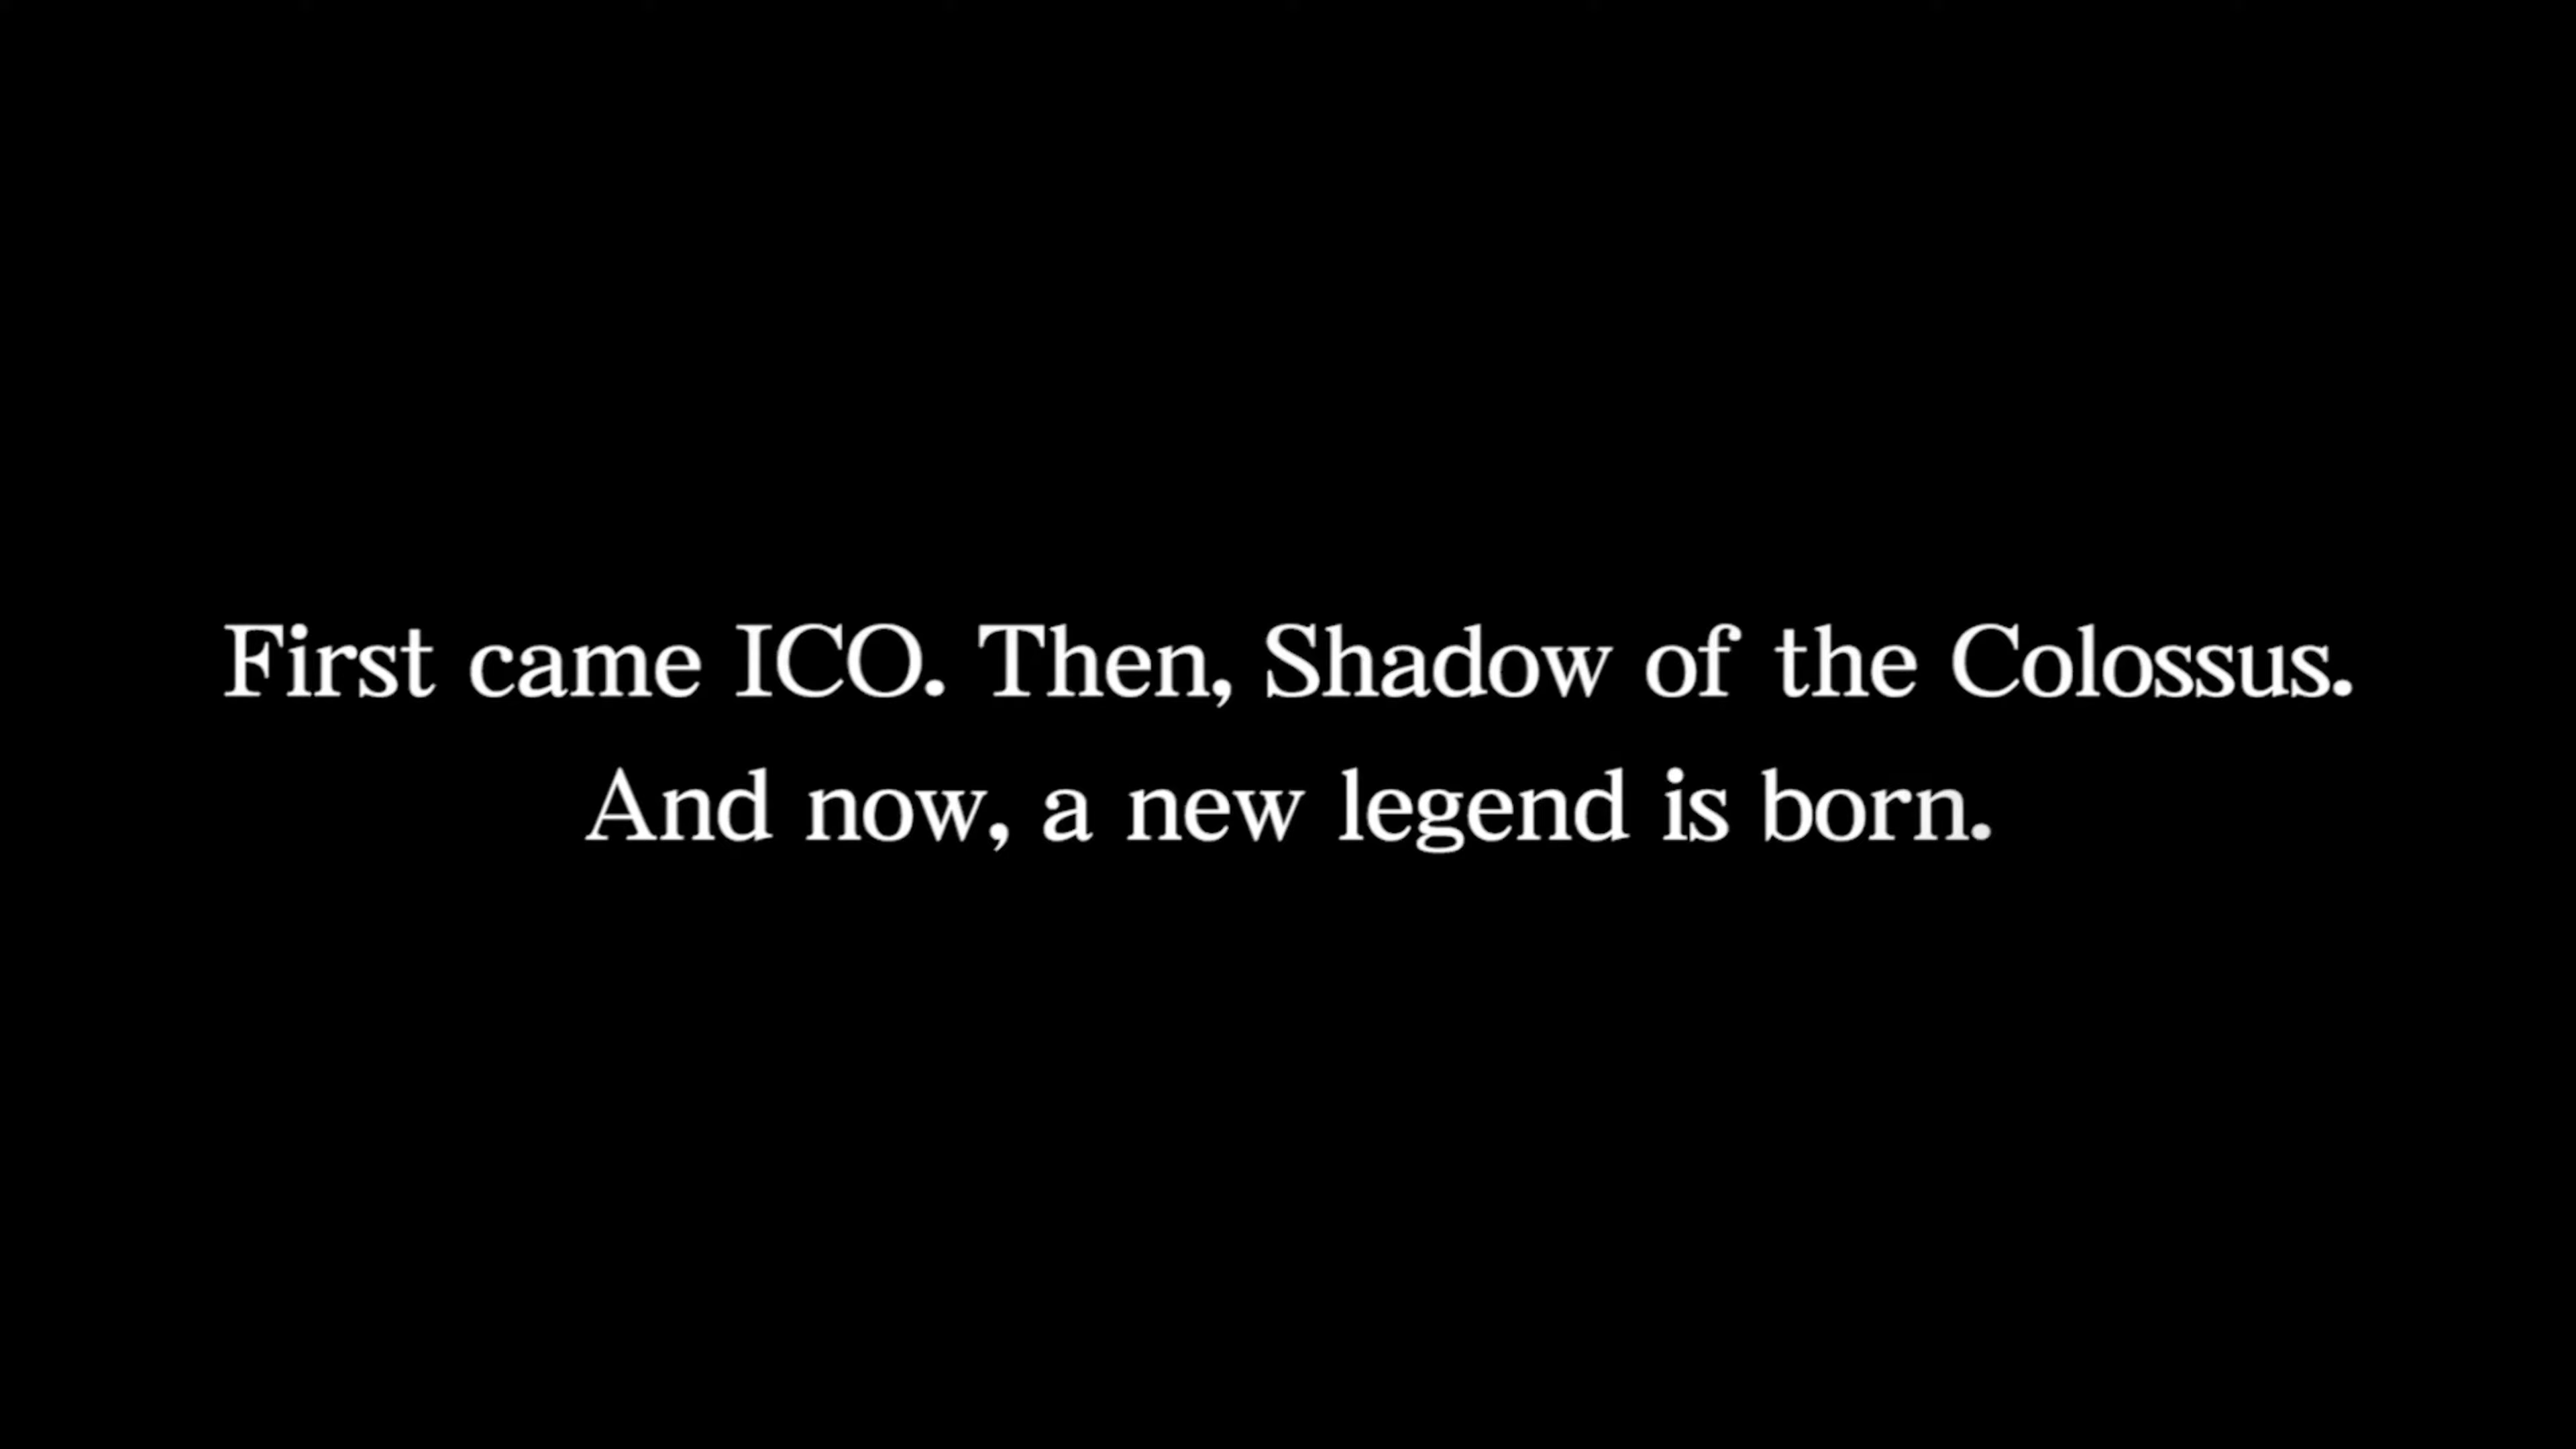 First came ICO. Then, Shadow of the Colossus.
And now, a new legend is born.